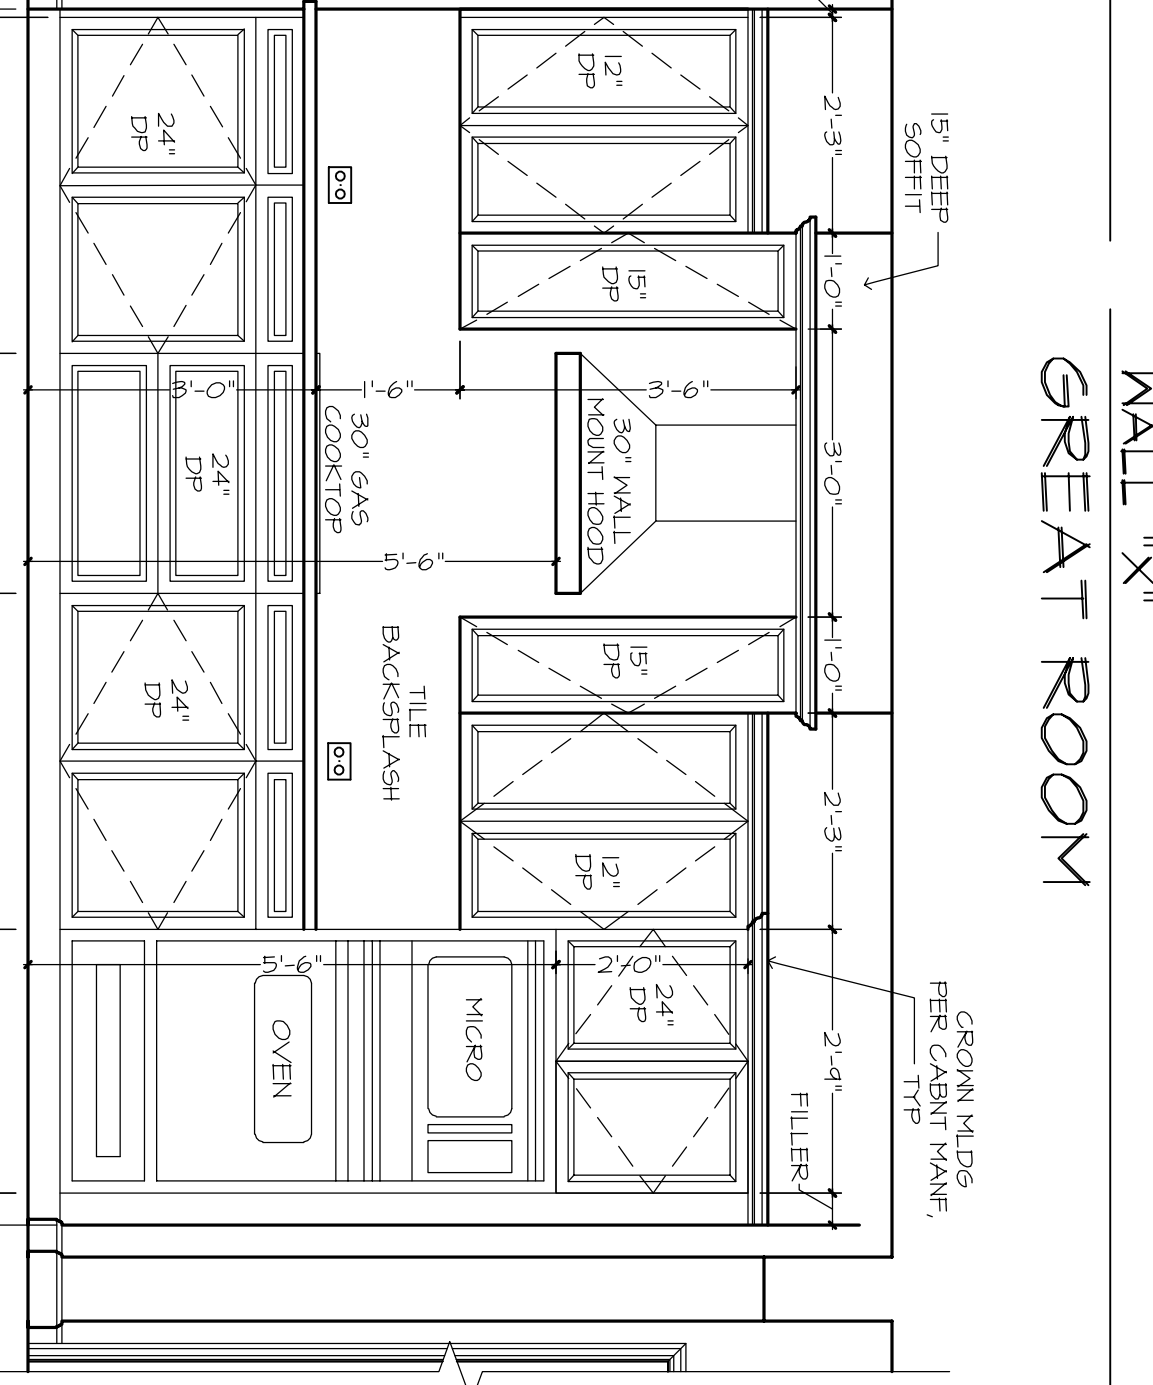 WALL "X"
GREAT ROOM
15" DEEP
SOFFIT
CROWN MLDG
PER CABNT MANF,
TYP
2'-3"
1'-0"
3'-0"
1'-0"
2'-3"
2'-9"
FILLER
12"
DP
15"
DP
3'-6"
30" WALL
MOUNT HOOD
15"
DP
12"
DP
24"
DP
2'-0"
1'-6"
5'-6"
TILE
BACKSPLASH
MICRO
30" GAS
COOKTOP
3'-0"
5'-6"
OVEN
24"
DP
24"
DP
24"
DP